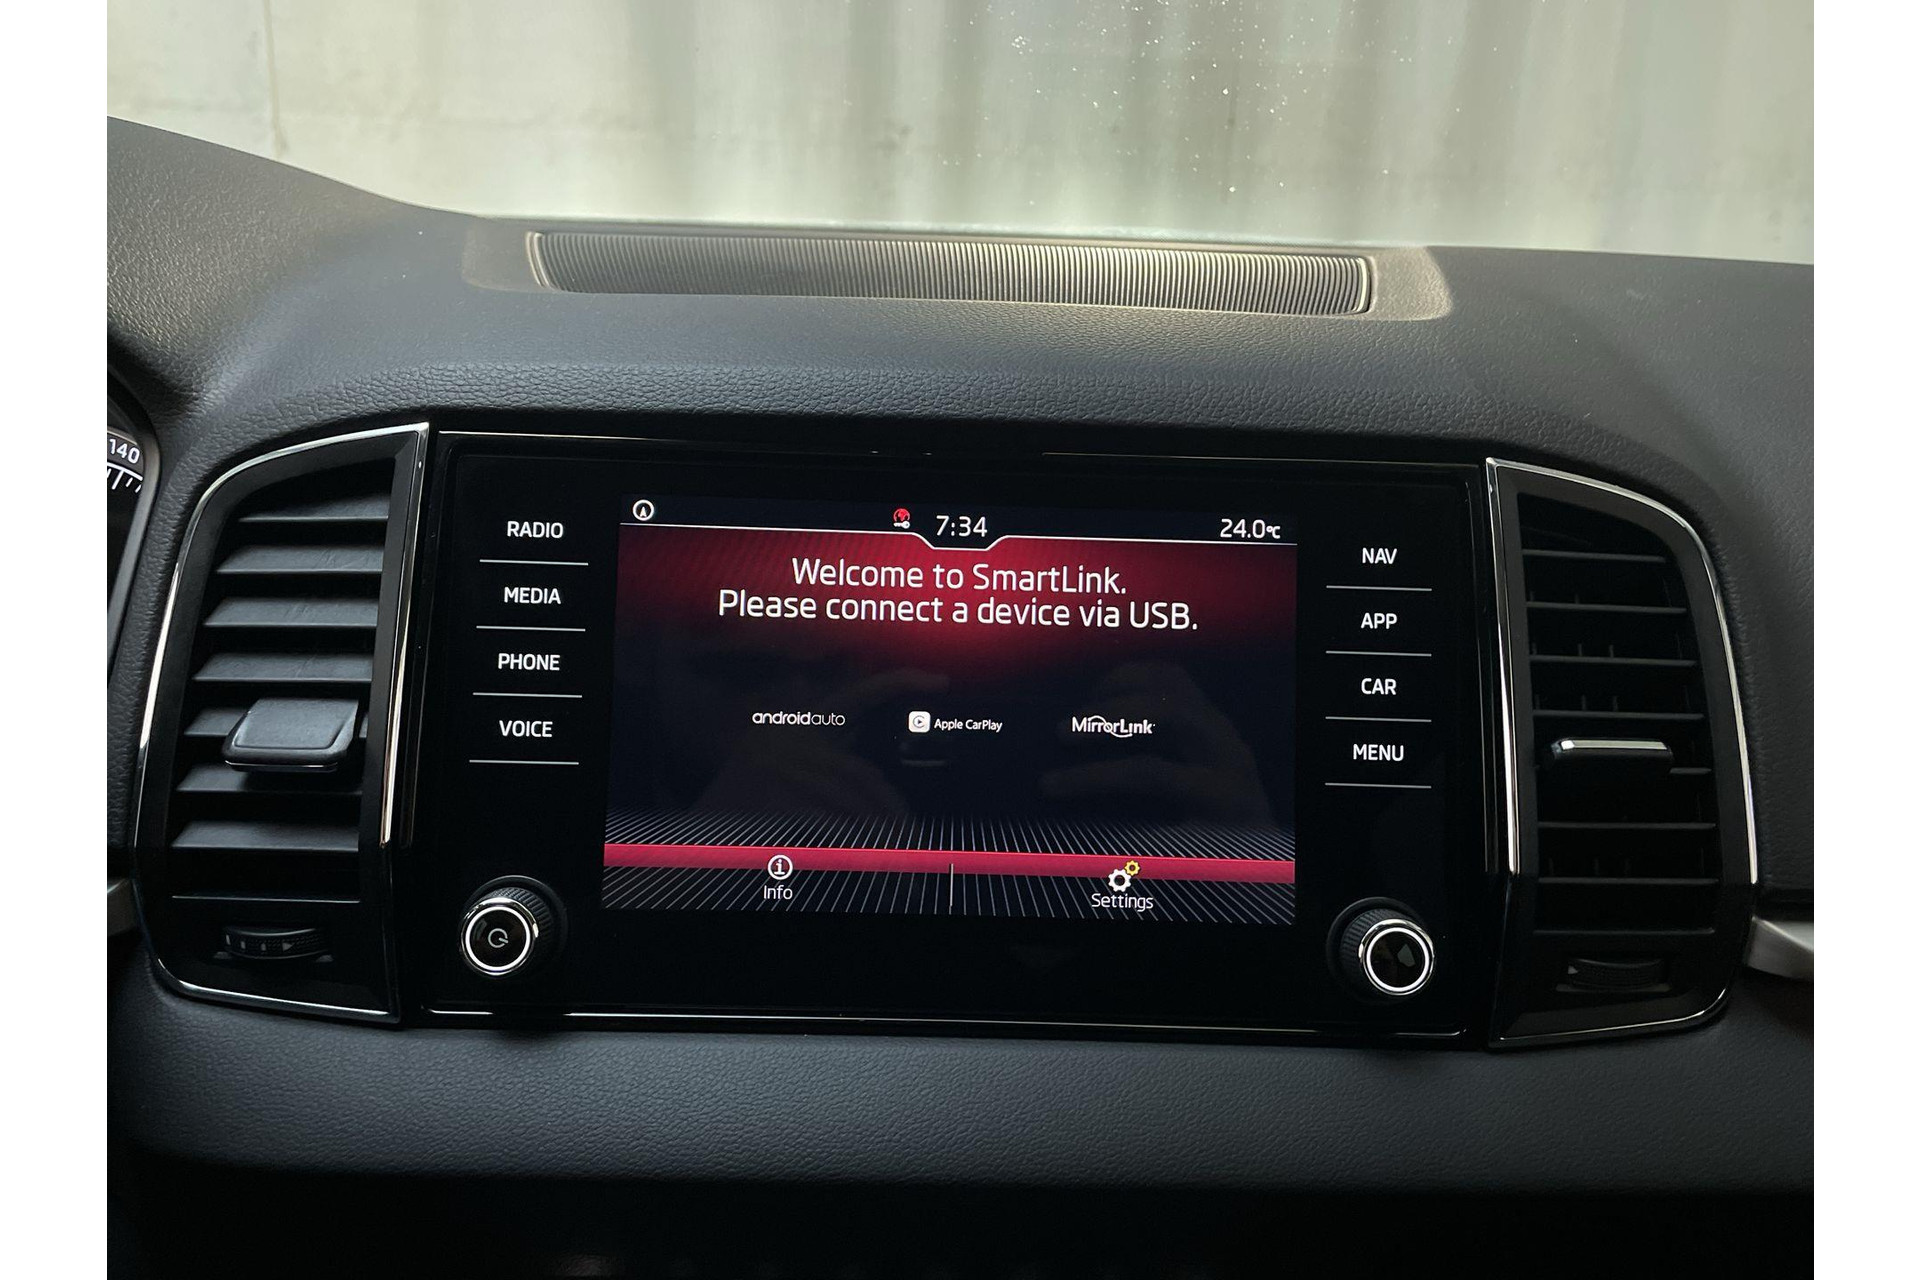 140
RADIO
MEDIA
PHONE
VOICE
7:34
24.0°C
Welcome to SmartLink.
Please connect a device via USB.
androidauto
Apple CarPlay
MirrorLink
Info
Settings
NAV
APP
CAR
MENU